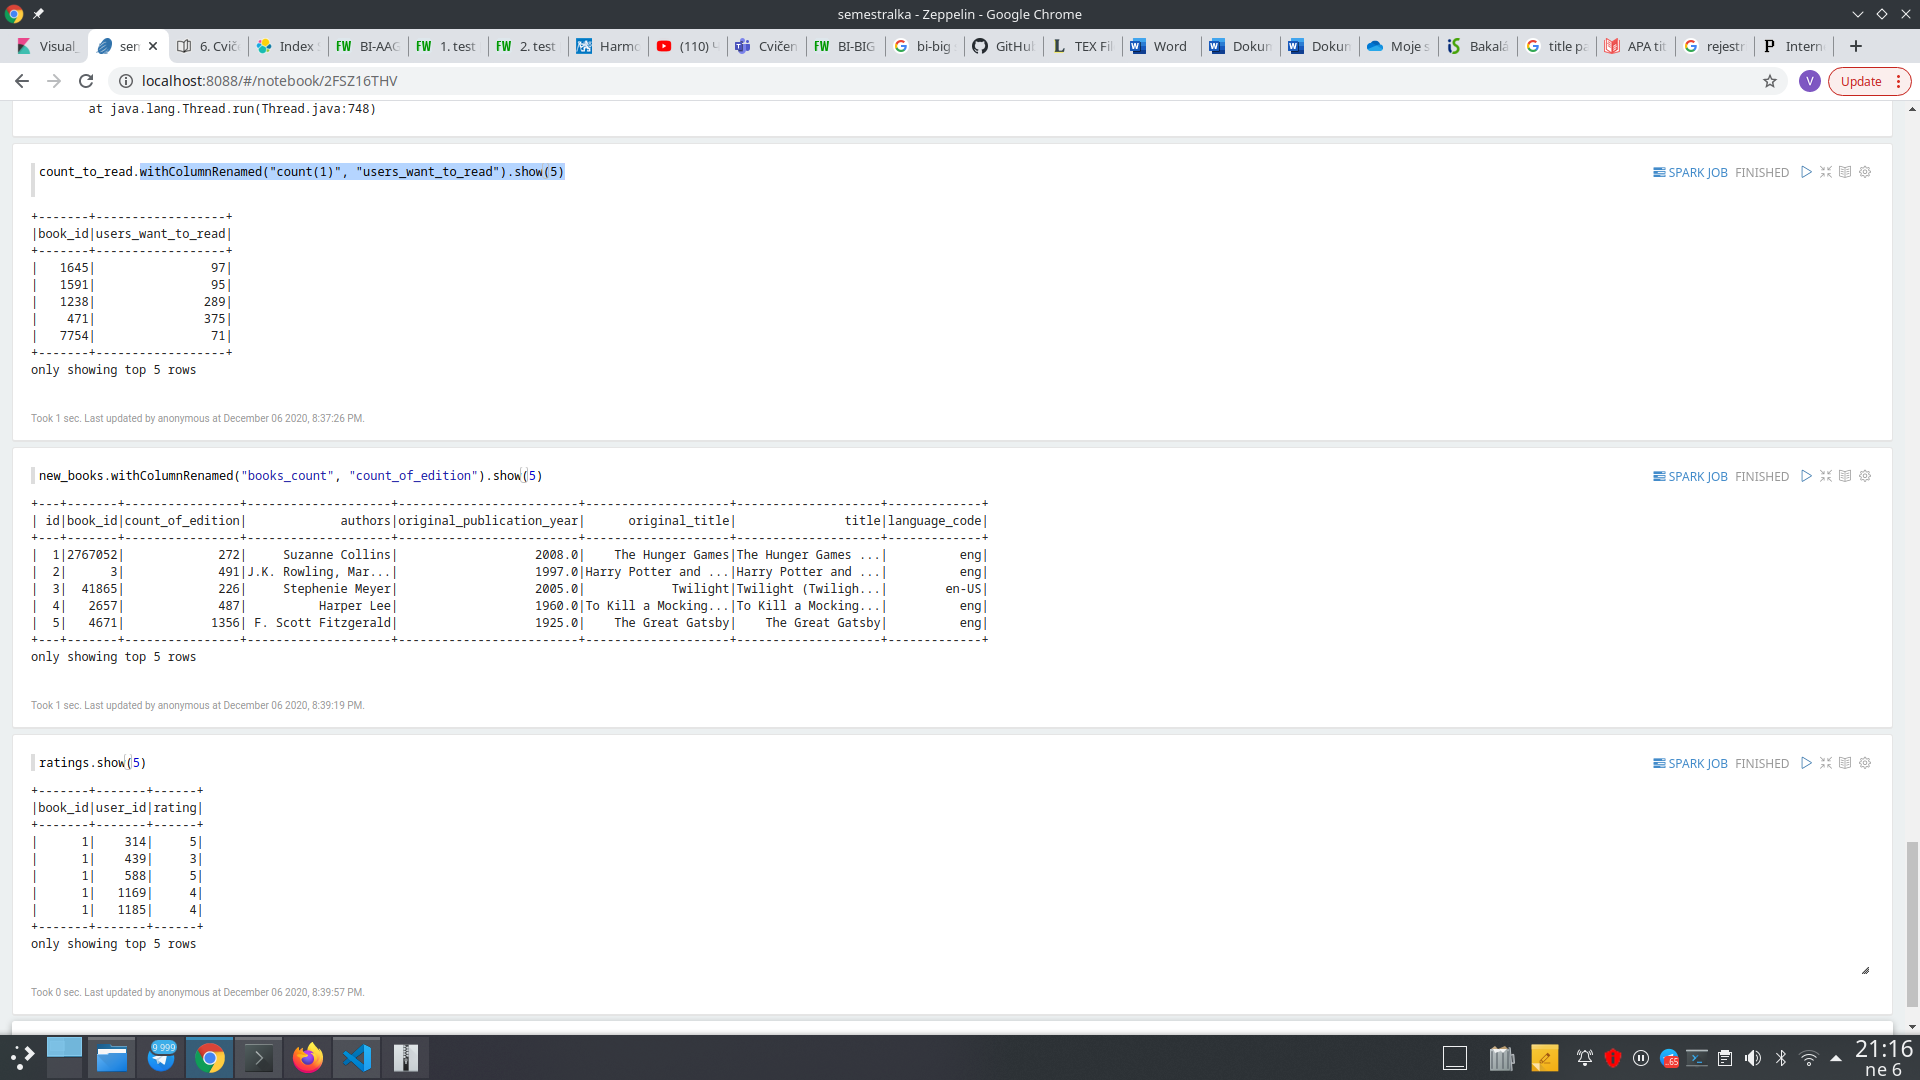 semestralka - Zeppelin - Google Chrome
Visual_
sen
6. Cvič
Index
BI-AAG
1. test
2. test
Harmo
(110)
Cvičen
BI-BIG
bi-big
GitHub
TEX Fil
Word
Dokun
Dokun
Moje s
Bakalá
title pa
APA tit
rejestr
Intern
localhost:8088/#/notebook/2FSZ16THV
V
Update
at java.lang.Thread.run(Thread.java:748)
count_to_read.withColumnRenamed("count(1)", "users_want_to_read").show(5)
SPARK JOB FINISHED
+-------+------------------+
|book_id|users_want_to_read|
+-------+------------------+
|   1645|                97|
|   1591|                95|
|   1238|               289|
|    471|               375|
|   7754|                71|
+-------+------------------+
only showing top 5 rows
Took 1 sec. Last updated by anonymous at December 06 2020, 8:37:26 PM.
new_books.withColumnRenamed("books_count", "count_of_edition").show(5)
SPARK JOB FINISHED
+---+-------+----------------+--------------------+-------------------------+--------------------+--------------------+-------------+
| id|book_id|count_of_edition|             authors|original_publication_year|      original_title|               title|language_code|
+---+-------+----------------+--------------------+-------------------------+--------------------+--------------------+-------------+
|  1|2767052|             272|     Suzanne Collins|                   2008.0|    The Hunger Games|The Hunger Games ...|          eng|
|  2|      3|             491|J.K. Rowling, Mar...|                   1997.0|Harry Potter and ...|Harry Potter and ...|          eng|
|  3|  41865|             226|     Stephenie Meyer|                   2005.0|            Twilight|Twilight (Twiligh...|        en-US|
|  4|   2657|             487|          Harper Lee|                   1960.0|To Kill a Mocking...|To Kill a Mocking...|          eng|
|  5|   4671|            1356| F. Scott Fitzgerald|                   1925.0|    The Great Gatsby|    The Great Gatsby|          eng|
+---+-------+----------------+--------------------+-------------------------+--------------------+--------------------+-------------+
only showing top 5 rows
Took 1 sec. Last updated by anonymous at December 06 2020, 8:39:19 PM.
ratings.show(5)
SPARK JOB FINISHED
+-------+-------+------+
|book_id|user_id|rating|
+-------+-------+------+
|      1|    314|     5|
|      1|    439|     3|
|      1|    588|     5|
|      1|   1169|     4|
|      1|   1185|     4|
+-------+-------+------+
only showing top 5 rows
Took 0 sec. Last updated by anonymous at December 06 2020, 8:39:57 PM.
9 999
21:16
ne 6